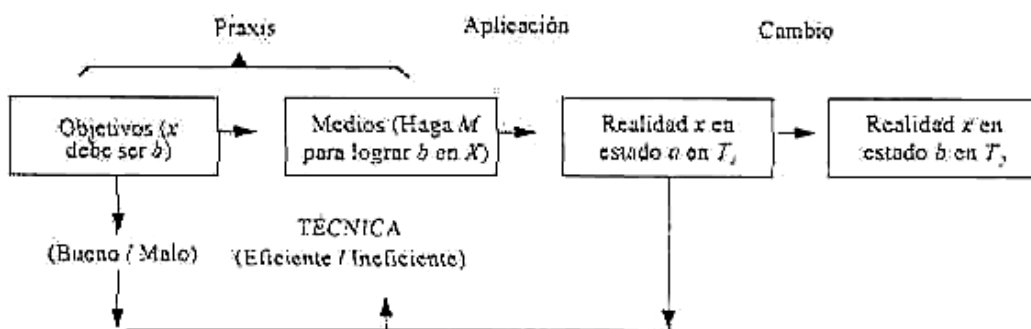 Praxis
Aplicación
Cambio
Objetivos (x
debe ser b)
Medios (Haga M
para lograr b en X)
Realidad x en
estado a en T₁
Realidad x en
estado b en T₂
(Bueno / Malo)
TÉCNICA
(Eficiente / Ineficiente)